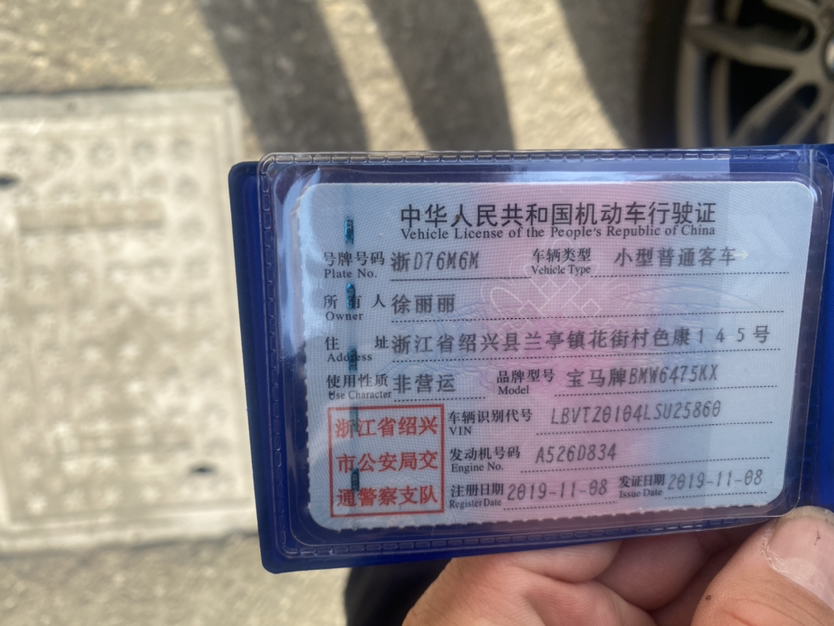 中华人民共和国机动车行驶证
Vehicle License of the People's Republic of China
号牌号码 浙D76M6M 车辆类型 小型普通客车
Plate No. Vehicle Type
所有人 徐丽丽
Owner
住址 浙江省绍兴县兰亭镇花街村色康145号
Address
使用性质 非营运 品牌型号 宝马牌BMW6475KX
Use Character Model
浙江省绍兴 车辆识别代号 LBVTZ0104LSU25860
VIN
市公安局交 发动机号码 A526D834
Engine No.
通警察支队 注册日期 2019-11-08 发证日期 2019-11-08
Register Date Issue Date